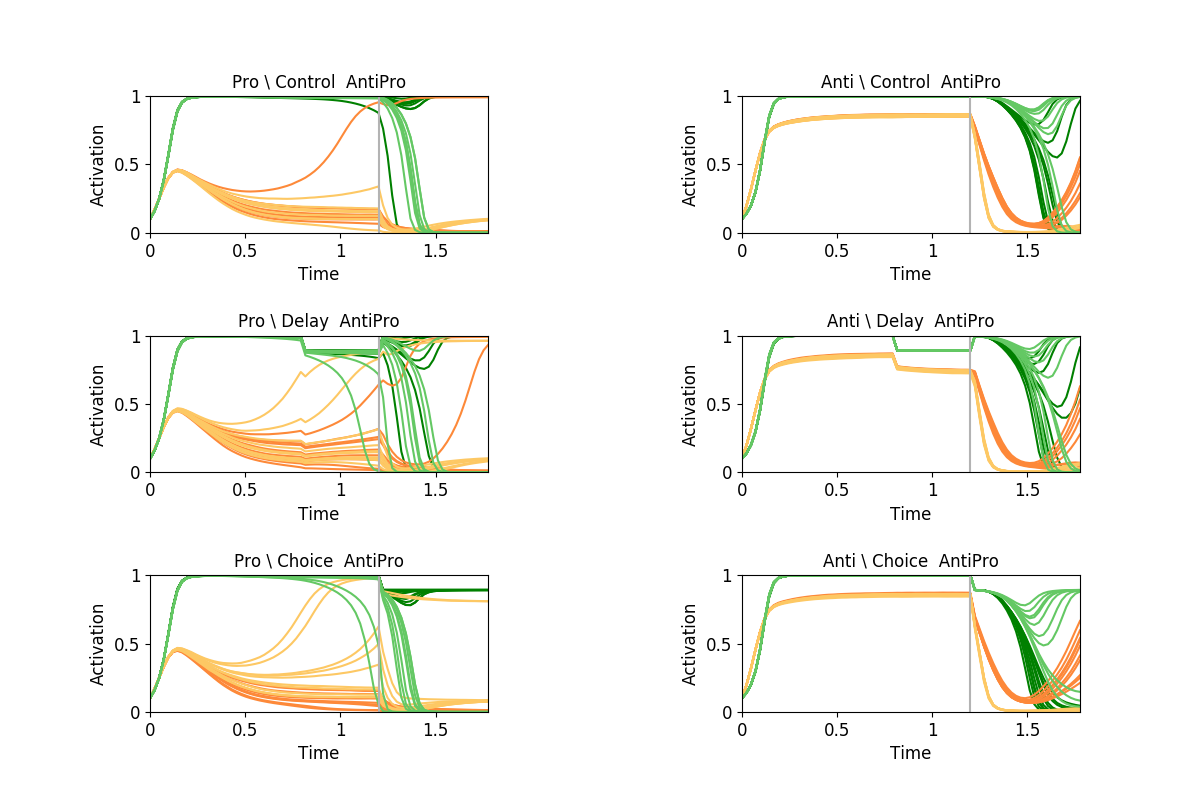 Pro \ Control  AntiPro
Activation
1
0.5
0
0
0.5
1
1.5
Time
Anti \ Control  AntiPro
Activation
1
0.5
0
0
0.5
1
1.5
Time
Pro \ Delay  AntiPro
Activation
1
0.5
0
0
0.5
1
1.5
Time
Anti \ Delay  AntiPro
Activation
1
0.5
0
0
0.5
1
1.5
Time
Pro \ Choice  AntiPro
Activation
1
0.5
0
0
0.5
1
1.5
Time
Anti \ Choice  AntiPro
Activation
1
0.5
0
0
0.5
1
1.5
Time